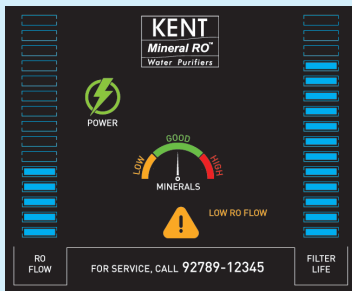 KENT
Mineral RO™
Water Purifiers
POWER
LOW GOOD HIGH
MINERALS
LOW RO FLOW
RO FLOW
FOR SERVICE, CALL 92789-12345
FILTER LIFE